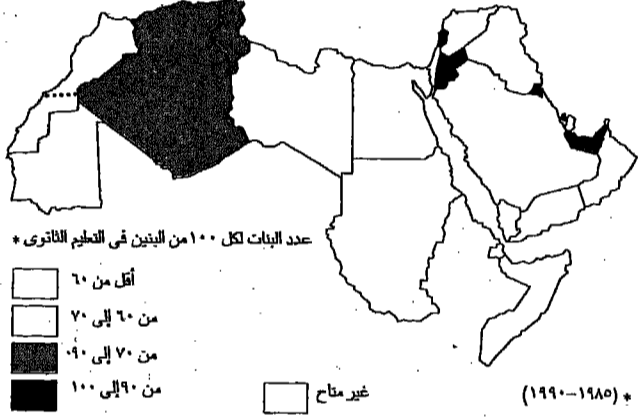 عدد البنات لكل ١٠٠ من البنين فى التعليم الثانوى *
أقل من ٦٠
من ٦٠ إلى ٧٠
من ٧٠ إلى ٩٠
من ٩٠ إلى ١٠٠
غير متاح
* (١٩٨٥-١٩٩٠)